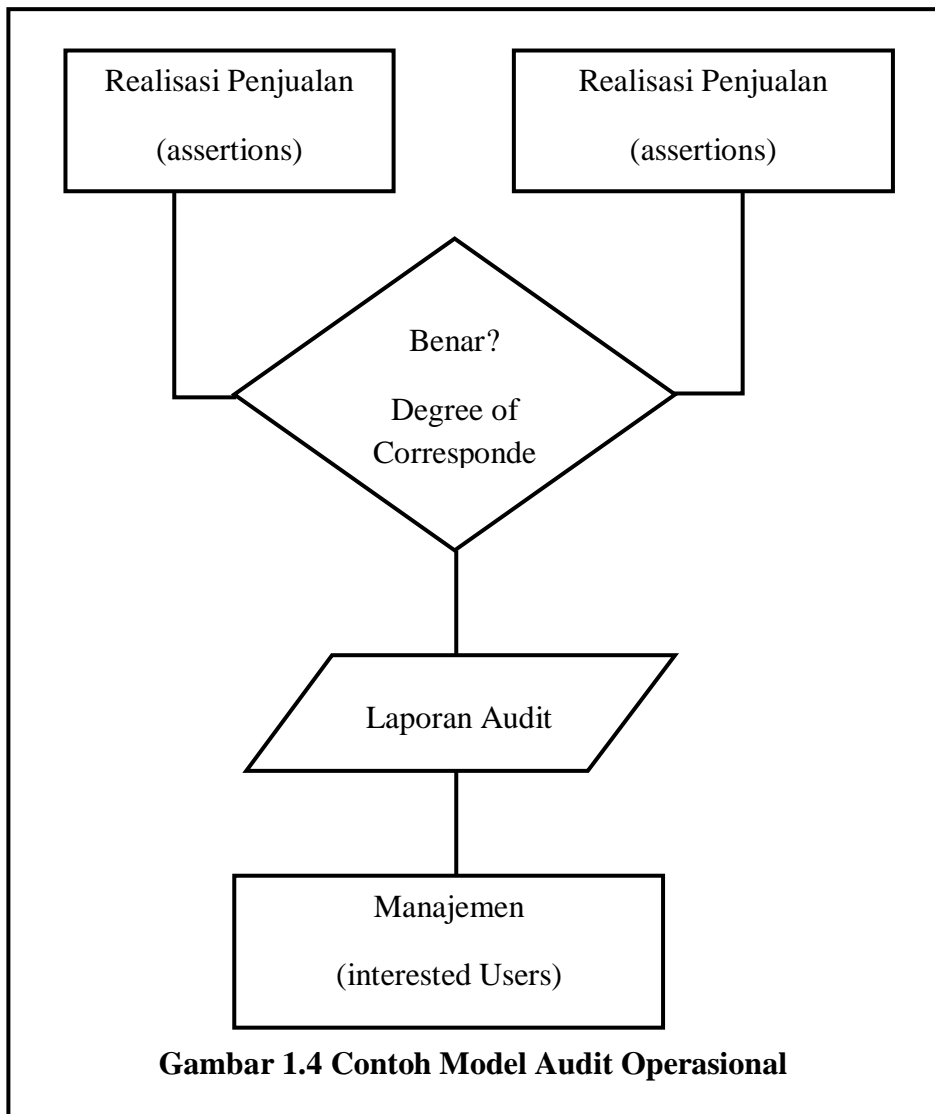 Realisasi Penjualan
(assertions)
Realisasi Penjualan
(assertions)
Benar?
Degree of
Corresponde
Laporan Audit
Manajemen
(interested Users)
Gambar 1.4 Contoh Model Audit Operasional